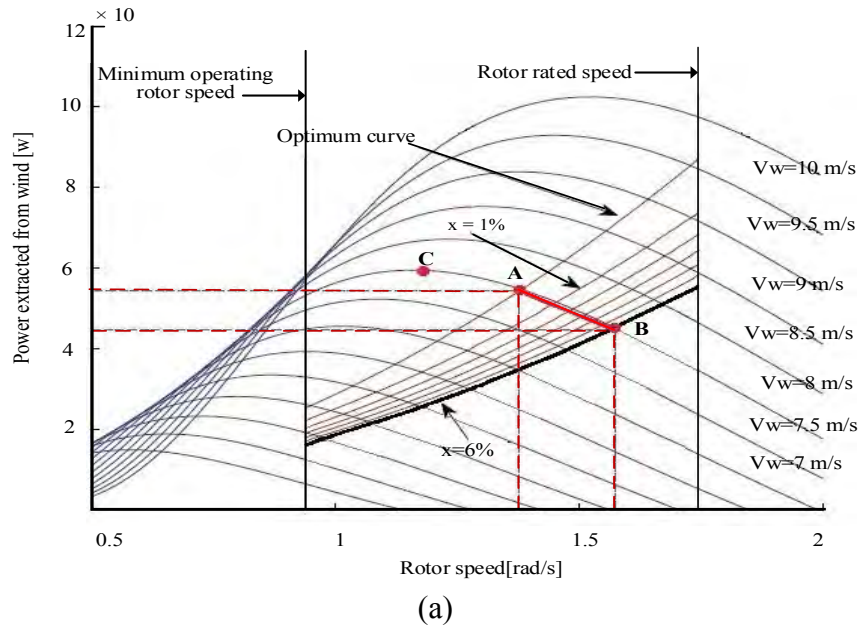 × 10
12
10
8
6
4
2
Power extracted from wind [w]
Minimum operating
rotor speed
Rotor rated speed
Optimum curve
x = 1%
C
A
B
x=6%
Vw=10 m/s
Vw=9.5 m/s
Vw=9 m/s
Vw=8.5 m/s
Vw=8 m/s
Vw=7.5 m/s
Vw=7 m/s
0.5
1
1.5
2
Rotor speed[rad/s]
(a)